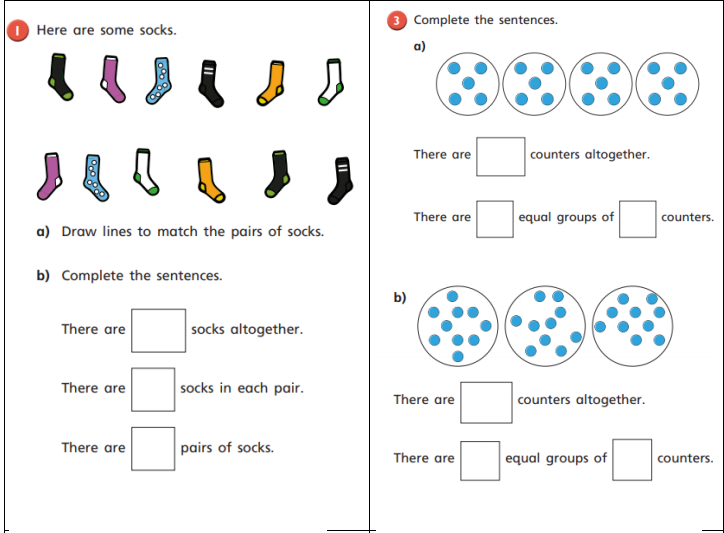 1 Here are some socks.
a) Draw lines to match the pairs of socks.
b) Complete the sentences.
There are socks altogether.
There are socks in each pair.
There are pairs of socks.
3 Complete the sentences.
a)
There are counters altogether.
There are equal groups of counters.
b)
There are counters altogether.
There are equal groups of counters.